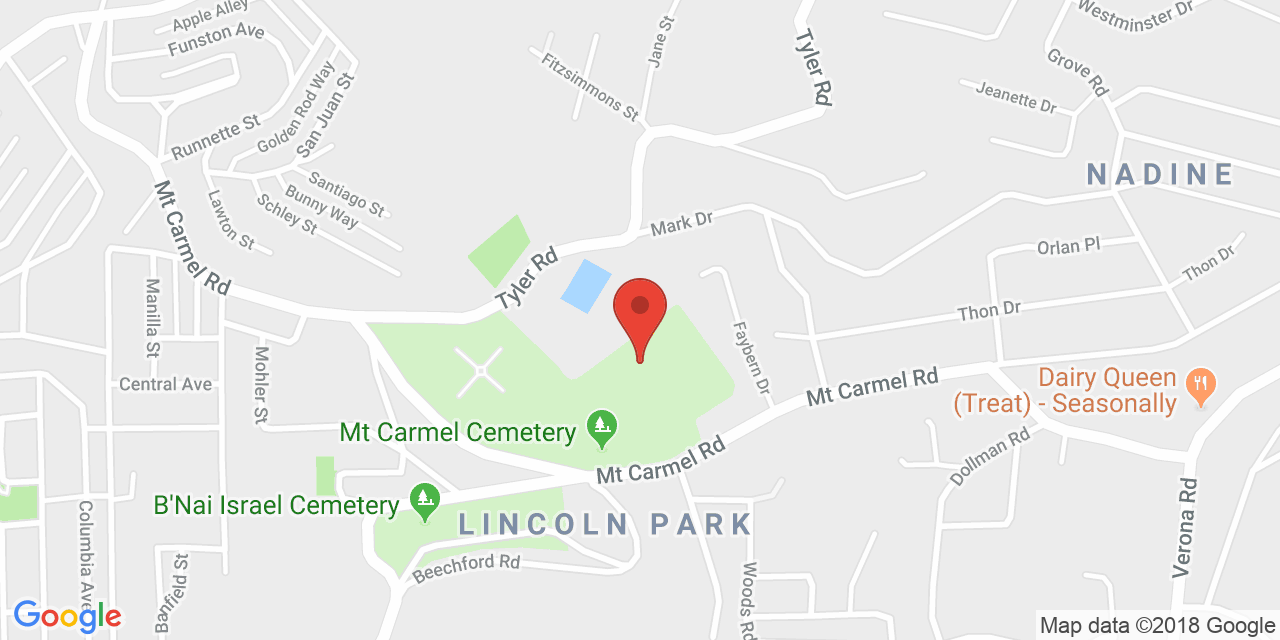 Apple Alley
Funston Ave
Westminster Dr
Jane St
Tyler Rd
Grove Rd
Fitzsimmons St
Golden Rod Way
San Juan St
Jeanette Dr
Runnette St
NADINE
Mt Carmel Rd
Lawton St
Santiago St
Bunny Way
Schley St
Mark Dr
Orlan Pl
Thon Dr
Tyler Rd
Manilla St
Thon Dr
Faybern Dr
Mohler St
Central Ave
Mt Carmel Rd
Dairy Queen
(Treat) - Seasonally
Mt Carmel Cemetery
Mt Carmel Rd
Dollman Rd
B'Nai Israel Cemetery
LINCOLN PARK
Columbia Ave
Verona Rd
Beechford Rd
Banfield St
Woods Rd
Google
Map data ©2018 Google